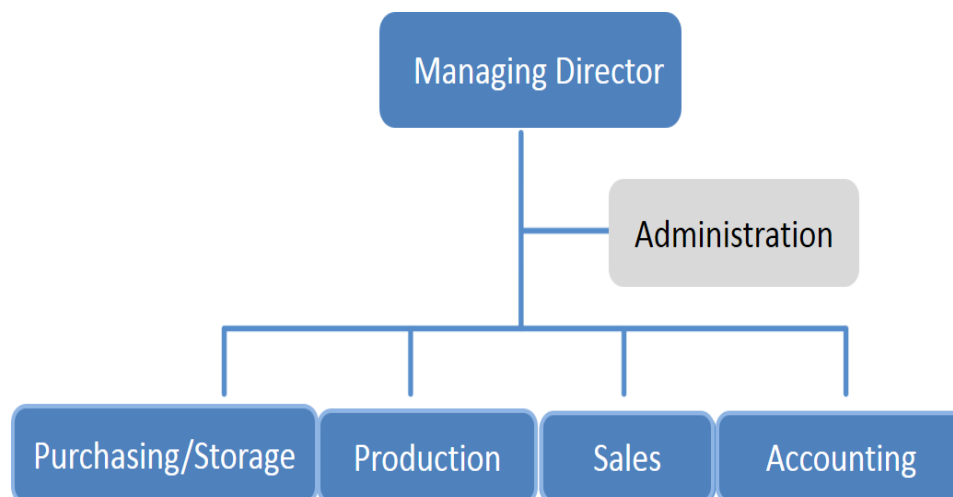 Managing Director
Administration
Purchasing/Storage
Production
Sales
Accounting